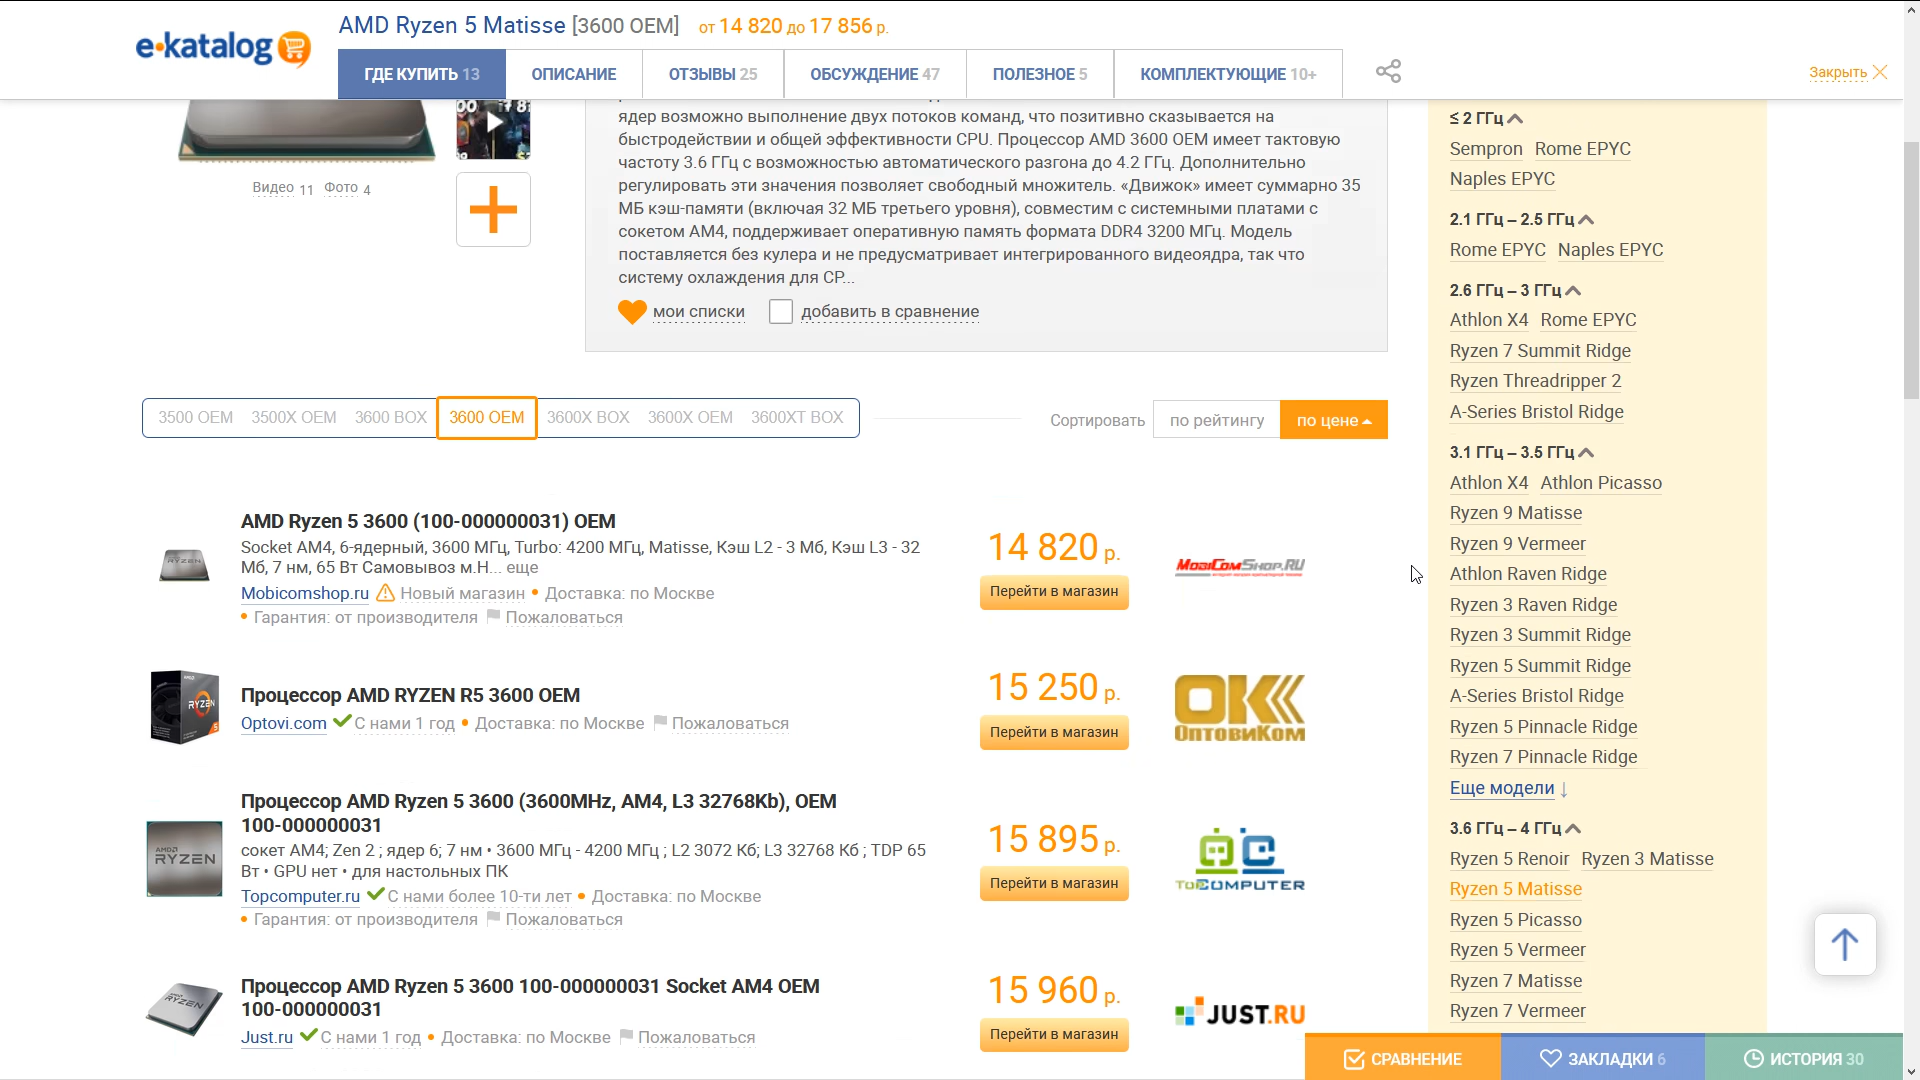 e·katalog
AMD Ryzen 5 Matisse [3600 OEM] от 14 820 до 17 856 р.
ГДЕ КУПИТЬ 13
ОПИСАНИЕ
ОТЗЫВЫ 25
ОБСУЖДЕНИЕ 47
ПОЛЕЗНОЕ 5
КОМПЛЕКТУЮЩИЕ 10+
Закрыть
Видео 11 Фото 4
ядер возможно выполнение двух потоков команд, что позитивно сказывается на
быстродействии и общей эффективности CPU. Процессор AMD 3600 OEM имеет тактовую
частоту 3.6 ГГц с возможностью автоматического разгона до 4.2 ГГц. Дополнительно
регулировать эти значения позволяет свободный множитель. «Движок» имеет суммарно 35
МБ кэш-памяти (включая 32 МБ третьего уровня), совместим с системными платами с
сокетом AM4, поддерживает оперативную память формата DDR4 3200 МГц. Модель
поставляется без кулера и не предусматривает интегрированного видеоядра, так что
систему охлаждения для CP...
мои списки
добавить в сравнение
3500 OEM 3500X OEM 3600 BOX 3600 OEM 3600X BOX 3600X OEM 3600XT BOX
Сортировать по рейтингу по цене
AMD Ryzen 5 3600 (100-000000031) OEM
Socket AM4, 6-ядерный, 3600 МГц, Turbo: 4200 МГц, Matisse, Кэш L2 - 3 Мб, Кэш L3 - 32
Мб, 7 нм, 65 Вт Самовывоз м.Н... еще
Mobicomshop.ru Новый магазин • Доставка: по Москве
• Гарантия: от производителя Пожаловаться
14 820 р.
Перейти в магазин
MobiComShop.RU
RYZEN
Процессор AMD RYZEN R5 3600 OEM
Optovi.com С нами 1 год • Доставка: по Москве Пожаловаться
15 250 р.
Перейти в магазин
ОК
ОптовиКом
RYZEN
Процессор AMD Ryzen 5 3600 (3600MHz, AM4, L3 32768Kb), OEM
100-000000031
сокет AM4; Zen 2 ; ядер 6; 7 нм • 3600 МГц - 4200 МГц ; L2 3072 Кб; L3 32768 Кб ; TDP 65
Вт • GPU нет • для настольных ПК
Topcomputer.ru С нами более 10-ти лет • Доставка: по Москве
• Гарантия: от производителя Пожаловаться
15 895 р.
Перейти в магазин
TopComputer
AMD
RYZEN
Процессор AMD Ryzen 5 3600 100-000000031 Socket AM4 OEM
100-000000031
Just.ru С нами 1 год • Доставка: по Москве Пожаловаться
15 960 р.
Перейти в магазин
JUST.RU
RYZEN
≤ 2 ГГц
Sempron Rome EPYC
Naples EPYC
2.1 ГГц – 2.5 ГГц
Rome EPYC Naples EPYC
2.6 ГГц – 3 ГГц
Athlon X4 Rome EPYC
Ryzen 7 Summit Ridge
Ryzen Threadripper 2
A-Series Bristol Ridge
3.1 ГГц – 3.5 ГГц
Athlon X4 Athlon Picasso
Ryzen 9 Matisse
Ryzen 9 Vermeer
Athlon Raven Ridge
Ryzen 3 Raven Ridge
Ryzen 3 Summit Ridge
Ryzen 5 Summit Ridge
A-Series Bristol Ridge
Ryzen 5 Pinnacle Ridge
Ryzen 7 Pinnacle Ridge
Еще модели ↓
3.6 ГГц – 4 ГГц
Ryzen 5 Renoir Ryzen 3 Matisse
Ryzen 5 Matisse
Ryzen 5 Picasso
Ryzen 5 Vermeer
Ryzen 7 Matisse
Ryzen 7 Vermeer
СРАВНЕНИЕ
ЗАКЛАДКИ 6
ИСТОРИЯ 30